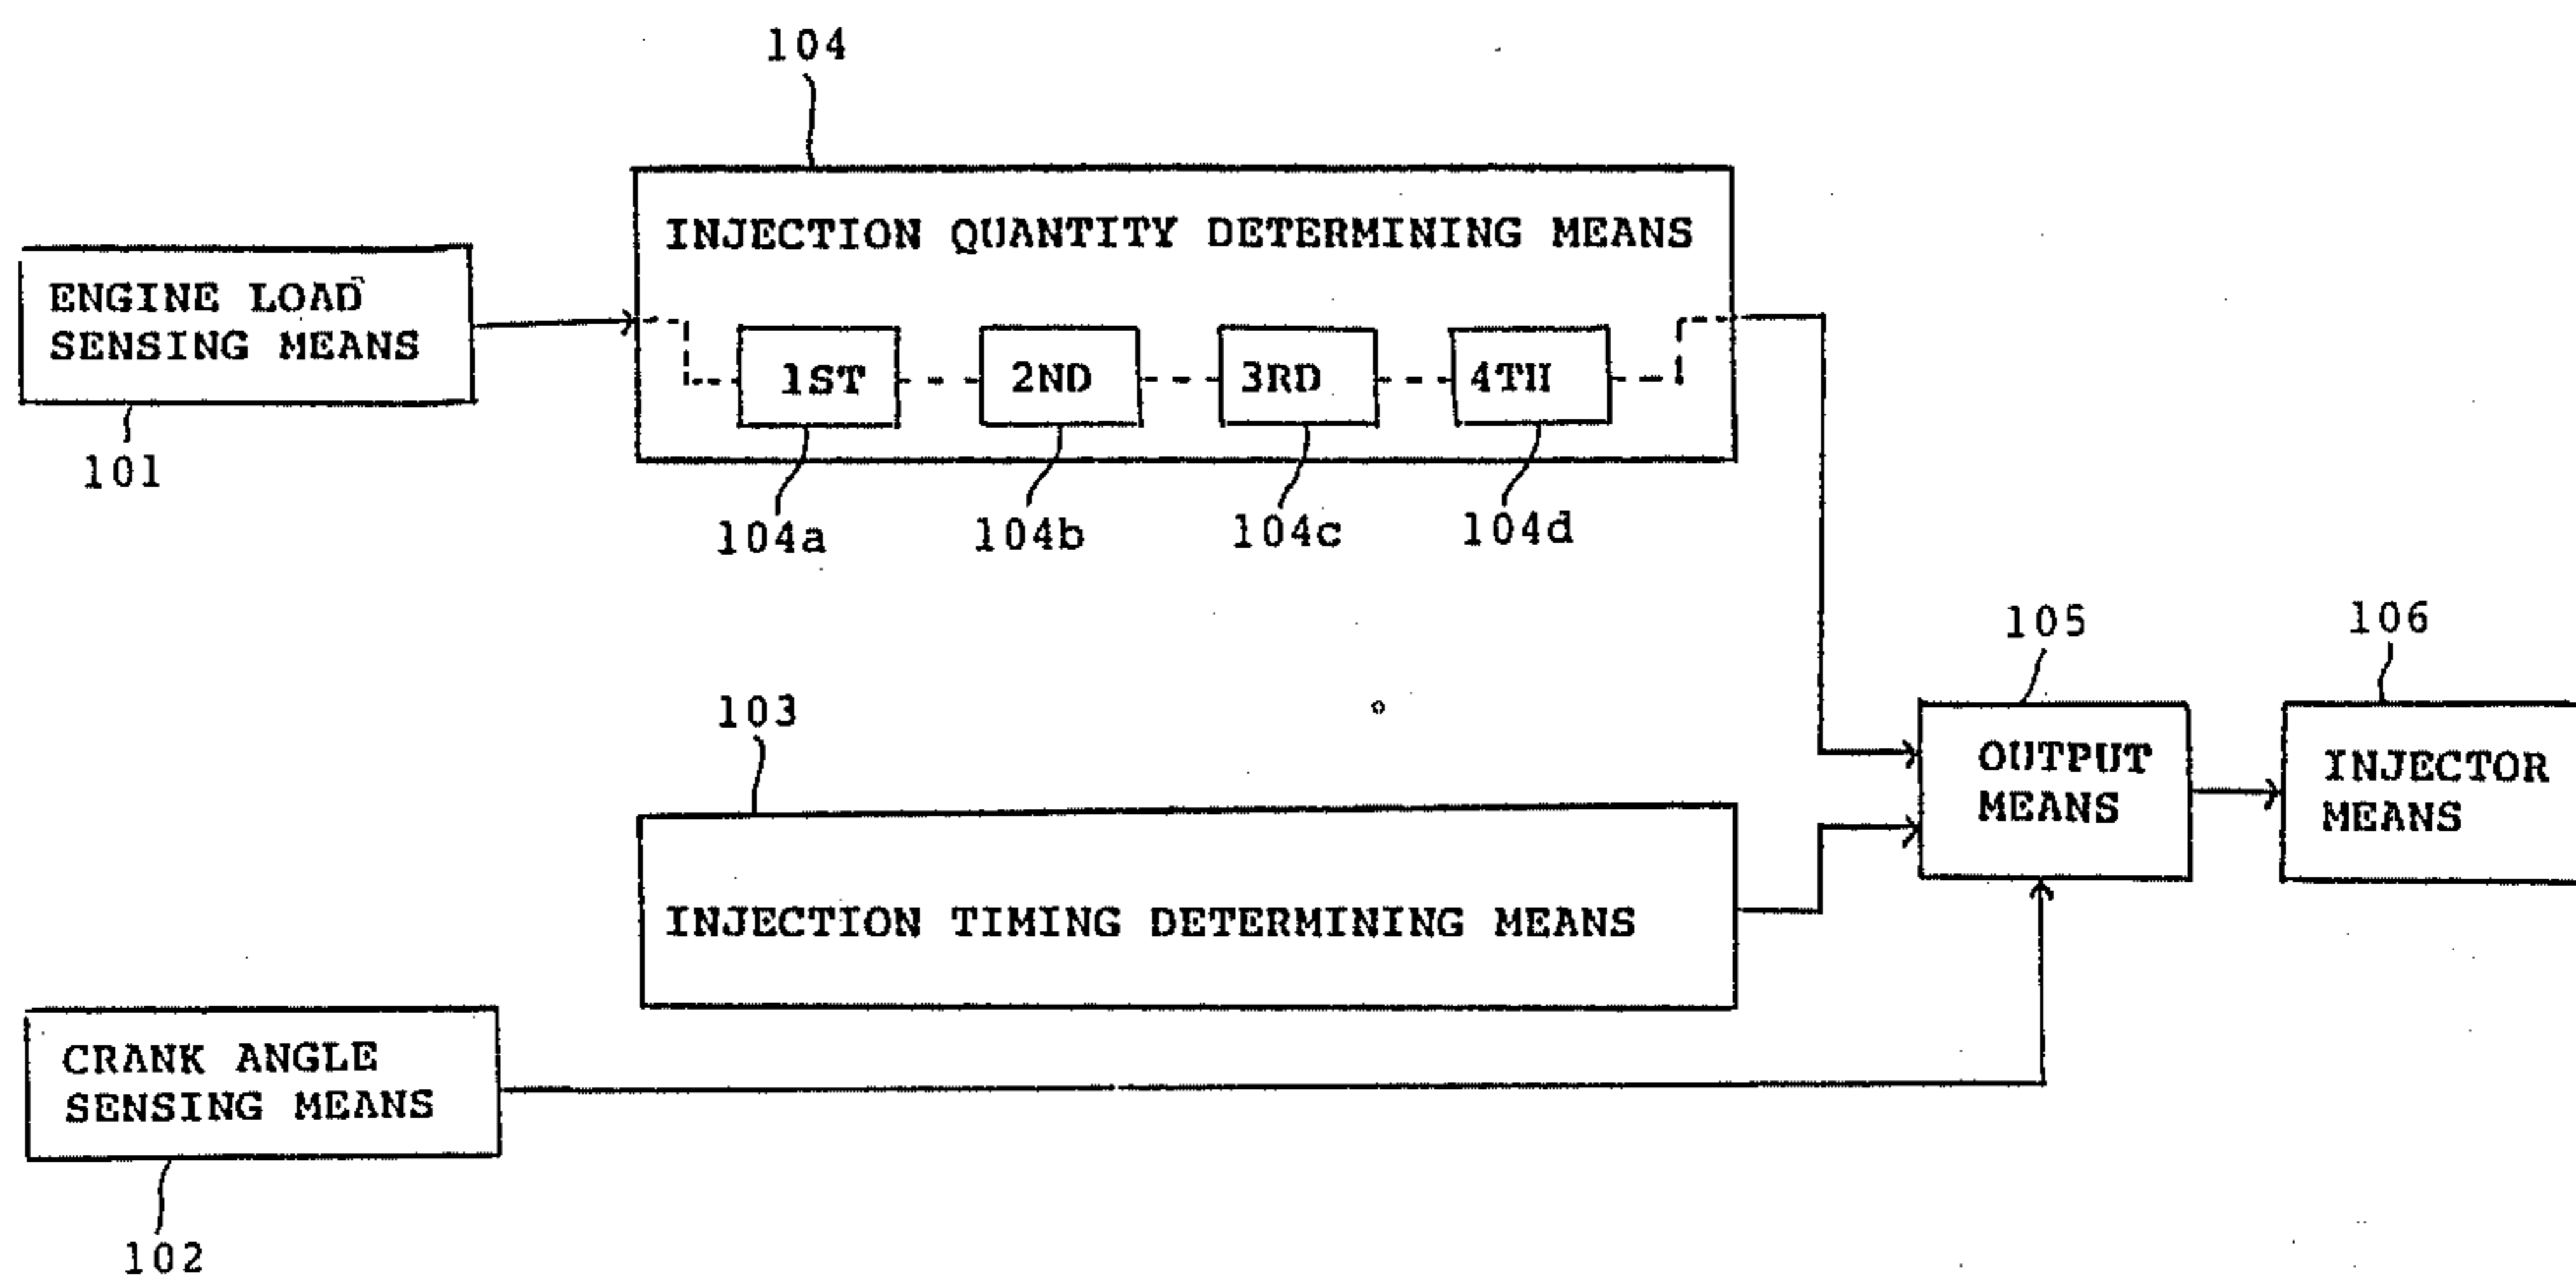 104
INJECTION QUANTITY DETERMINING MEANS
ENGINE LOAD
SENSING MEANS
1ST
2ND
3RD
4TH
101
104a
104b
104c
104d
105
106
103
OUTPUT
MEANS
INJECTOR
MEANS
INJECTION TIMING DETERMINING MEANS
CRANK ANGLE
SENSING MEANS
102